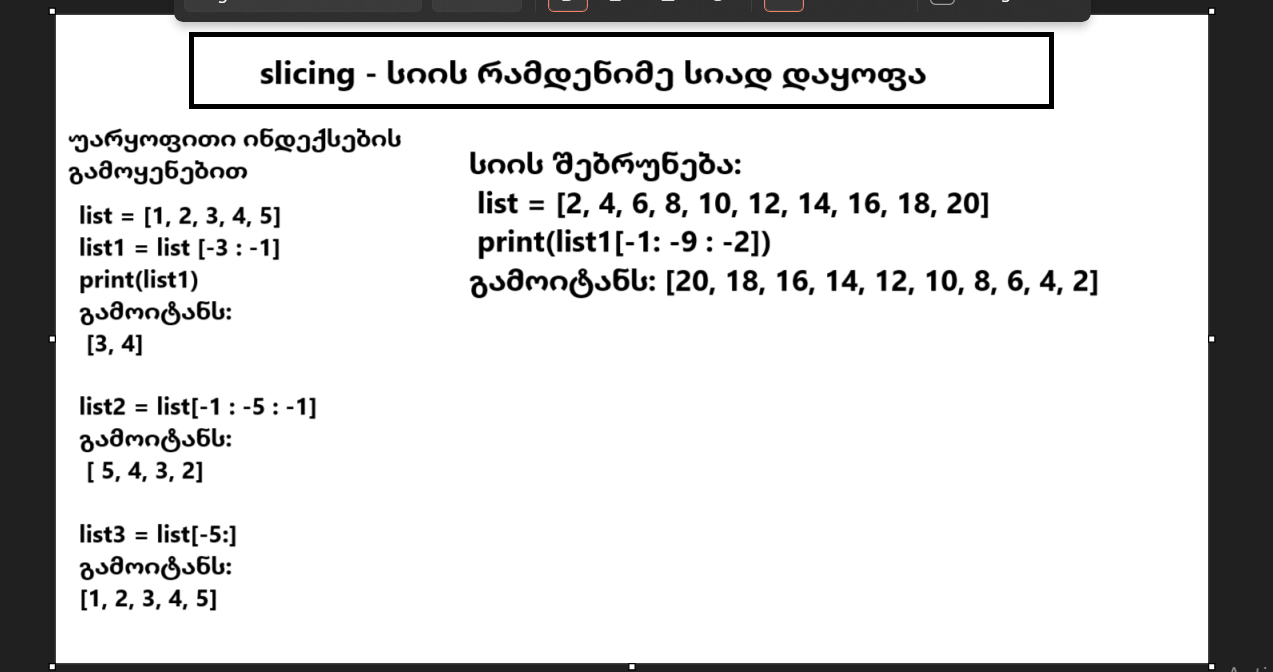 slicing - სიის რამდენიმე სიად დაყოფა
უარყოფითი ინდექსების
გამოყენებით
list = [1, 2, 3, 4, 5]
list1 = list [-3 : -1]
print(list1)
გამოიტანს:
[3, 4]
list2 = list[-1 : -5 : -1]
გამოიტანს:
[ 5, 4, 3, 2]
list3 = list[-5:]
გამოიტანს:
[1, 2, 3, 4, 5]
სიის შებრუნება:
list = [2, 4, 6, 8, 10, 12, 14, 16, 18, 20]
print(list1[-1: -9 : -2])
გამოიტანს: [20, 18, 16, 14, 12, 10, 8, 6, 4, 2]